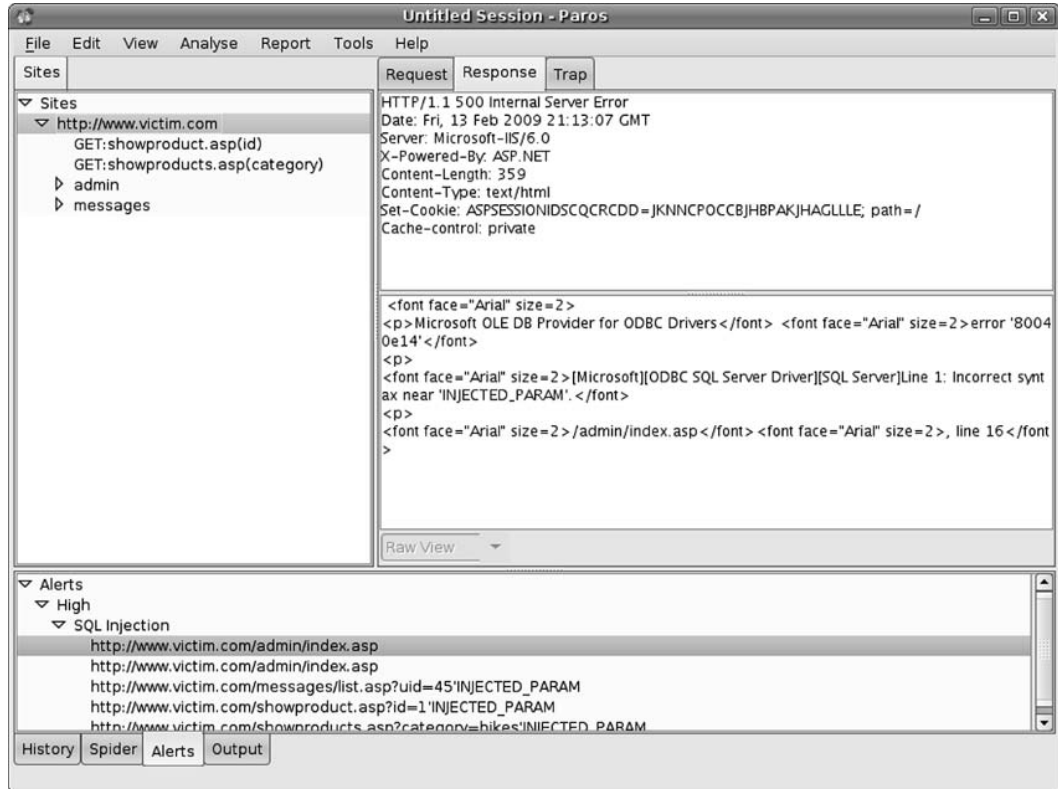 Untitled Session - Paros
File Edit View Analyse Report Tools Help
Sites
Sites
http://www.victim.com
GET:showproduct.asp(id)
GET:showproducts.asp(category)
admin
messages
Request Response Trap
HTTP/1.1 500 Internal Server Error
Date: Fri, 13 Feb 2009 21:13:07 GMT
Server: Microsoft-IIS/6.0
X-Powered-By: ASP.NET
Content-Length: 359
Content-Type: text/html
Set-Cookie: ASPSESSIONIDSCQCRCDD=JKNNCPOCCBJHBPAKJHAGLLLE; path=/
Cache-control: private
<font face="Arial" size=2>
<p>Microsoft OLE DB Provider for ODBC Drivers</font> <font face="Arial" size=2>error '8004
0e14'</font>
<p>
<font face="Arial" size=2>[Microsoft][ODBC SQL Server Driver][SQL Server]Line 1: Incorrect synt
ax near 'INJECTED_PARAM'.</font>
<p>
<font face="Arial" size=2>/admin/index.asp</font><font face="Arial" size=2>, line 16</font
>
Raw View
Alerts
High
SQL Injection
http://www.victim.com/admin/index.asp
http://www.victim.com/admin/index.asp
http://www.victim.com/messages/list.asp?uid=45'INJECTED_PARAM
http://www.victim.com/showproduct.asp?id=1'INJECTED_PARAM
http://www.victim.com/showproducts.asp?category=bikes'INJECTED_PARAM
History Spider Alerts Output